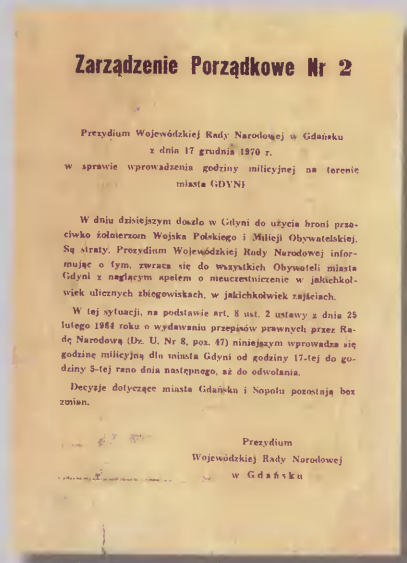 Zarządzenie Porządkowe Nr 2
Prezydium Wojewódzkiej Rady Narodowej w Gdańsku
z dnia 17 grudnia 1970 r.
w sprawie wprowadzenia godziny milicyjnej na terenie
miasta GDYNI
W dniu dzisiejszym doszło w Gdyni do użycia broni prze-
ciwko żołnierzom Wojska Polskiego i Milicji Obywatelskiej.
Są straty. Prezydium Wojewódzkiej Rady Narodowej infor-
mując o tym, zwraca się do wszystkich Obywateli miasta
Gdyni z naglącym apelem o nieuczestniczenie w jakichkol-
wiek ulicznych zbiegowiskach, w jakichkolwiek zajściach.
W tej sytuacji, na podstawie art. 8 ust. 2 ustawy z dnia 25
lutego 1964 roku o wydawaniu przepisów prawnych przez Ra-
dę Narodową (Dz. U. Nr 8, poz. 47) niniejszym wprowadza się
godzinę milicyjną dla miasta Gdyni od godziny 17-tej do go-
dziny 5-tej rano dnia następnego, aż do odwołania.
Decyzje dotyczące miasta Gdańska i Sopotu pozostają bez
zmian.
Prezydium
Wojewódzkiej Rady Narodowej
w Gdańsku